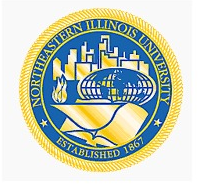 NORTHEASTERN ILLINOIS UNIVERSITY
ESTABLISHED 1867